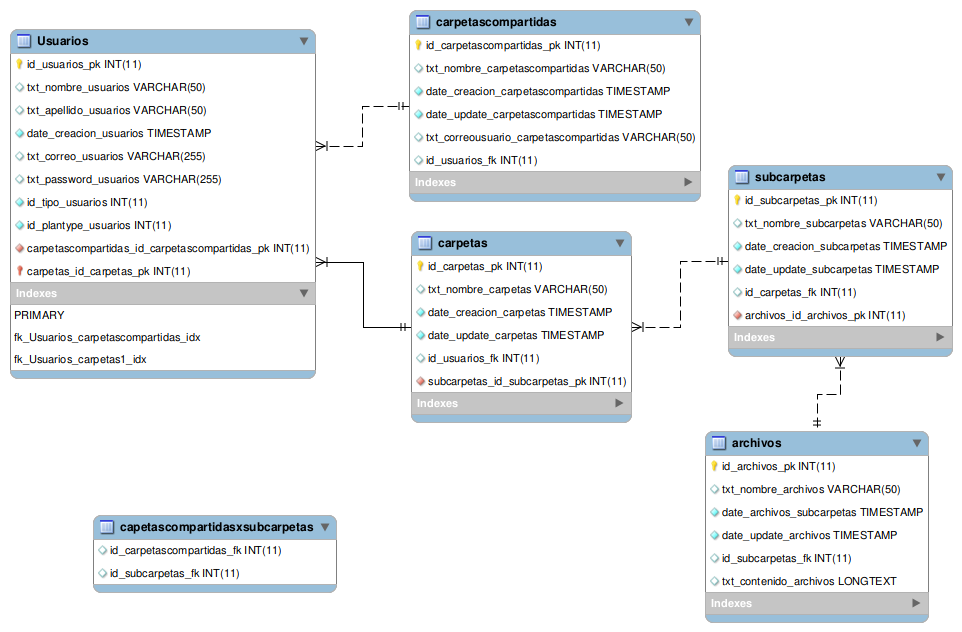 Usuarios
id_usuarios_pk INT(11)
txt_nombre_usuarios VARCHAR(50)
txt_apellido_usuarios VARCHAR(50)
date_creacion_usuarios TIMESTAMP
txt_correo_usuarios VARCHAR(255)
txt_password_usuarios VARCHAR(255)
id_tipo_usuarios INT(11)
id_plantype_usuarios INT(11)
carpetascompartidas_id_carpetascompartidas_pk INT(11)
carpetas_id_carpetas_pk INT(11)
Indexes
PRIMARY
fk_Usuarios_carpetascompartidas_idx
fk_Usuarios_carpetas1_idx
carpetascompartidas
id_carpetascompartidas_pk INT(11)
txt_nombre_carpetascompartidas VARCHAR(50)
date_creacion_carpetascompartidas TIMESTAMP
date_update_carpetascompartidas TIMESTAMP
txt_correousuario_carpetascompartidas VARCHAR(50)
id_usuarios_fk INT(11)
Indexes
carpetas
id_carpetas_pk INT(11)
txt_nombre_carpetas VARCHAR(50)
date_creacion_carpetas TIMESTAMP
date_update_carpetas TIMESTAMP
id_usuarios_fk INT(11)
subcarpetas_id_subcarpetas_pk INT(11)
Indexes
subcarpetas
id_subcarpetas_pk INT(11)
txt_nombre_subcarpetas VARCHAR(50)
date_creacion_subcarpetas TIMESTAMP
date_update_subcarpetas TIMESTAMP
id_carpetas_fk INT(11)
archivos_id_archivos_pk INT(11)
Indexes
archivos
id_archivos_pk INT(11)
txt_nombre_archivos VARCHAR(50)
date_archivos_subcarpetas TIMESTAMP
date_update_archivos TIMESTAMP
id_subcarpetas_fk INT(11)
txt_contenido_archivos LONGTEXT
Indexes
capetascompartidasxsubcarpetas
id_carpetascompartidas_fk INT(11)
id_subcarpetas_fk INT(11)